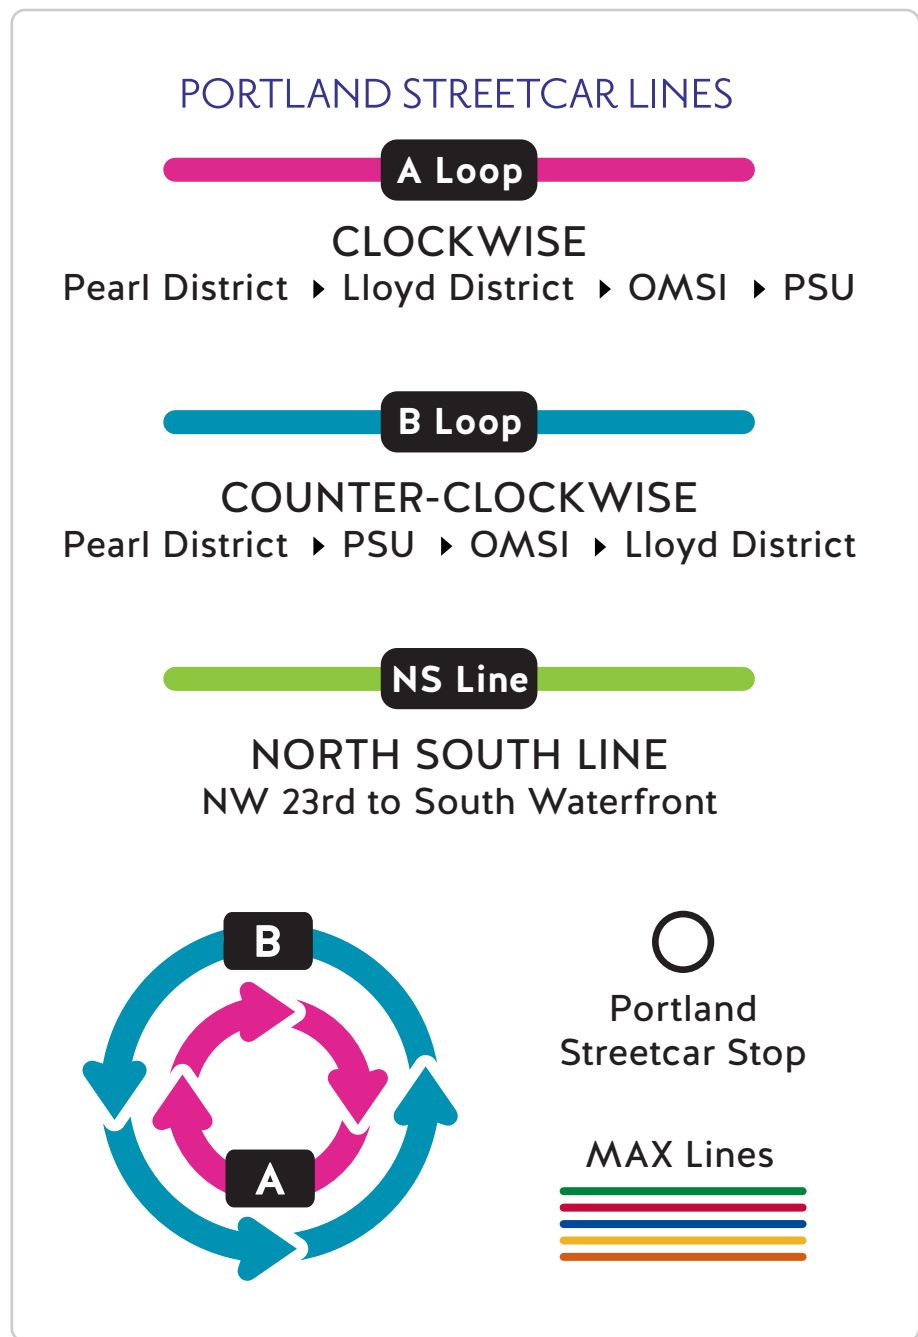 PORTLAND STREETCAR LINES
A Loop
CLOCKWISE
Pearl District ▸ Lloyd District ▸ OMSI ▸ PSU
B Loop
COUNTER-CLOCKWISE
Pearl District ▸ PSU ▸ OMSI ▸ Lloyd District
NS Line
NORTH SOUTH LINE
NW 23rd to South Waterfront
B
A
Portland
Streetcar Stop
MAX Lines